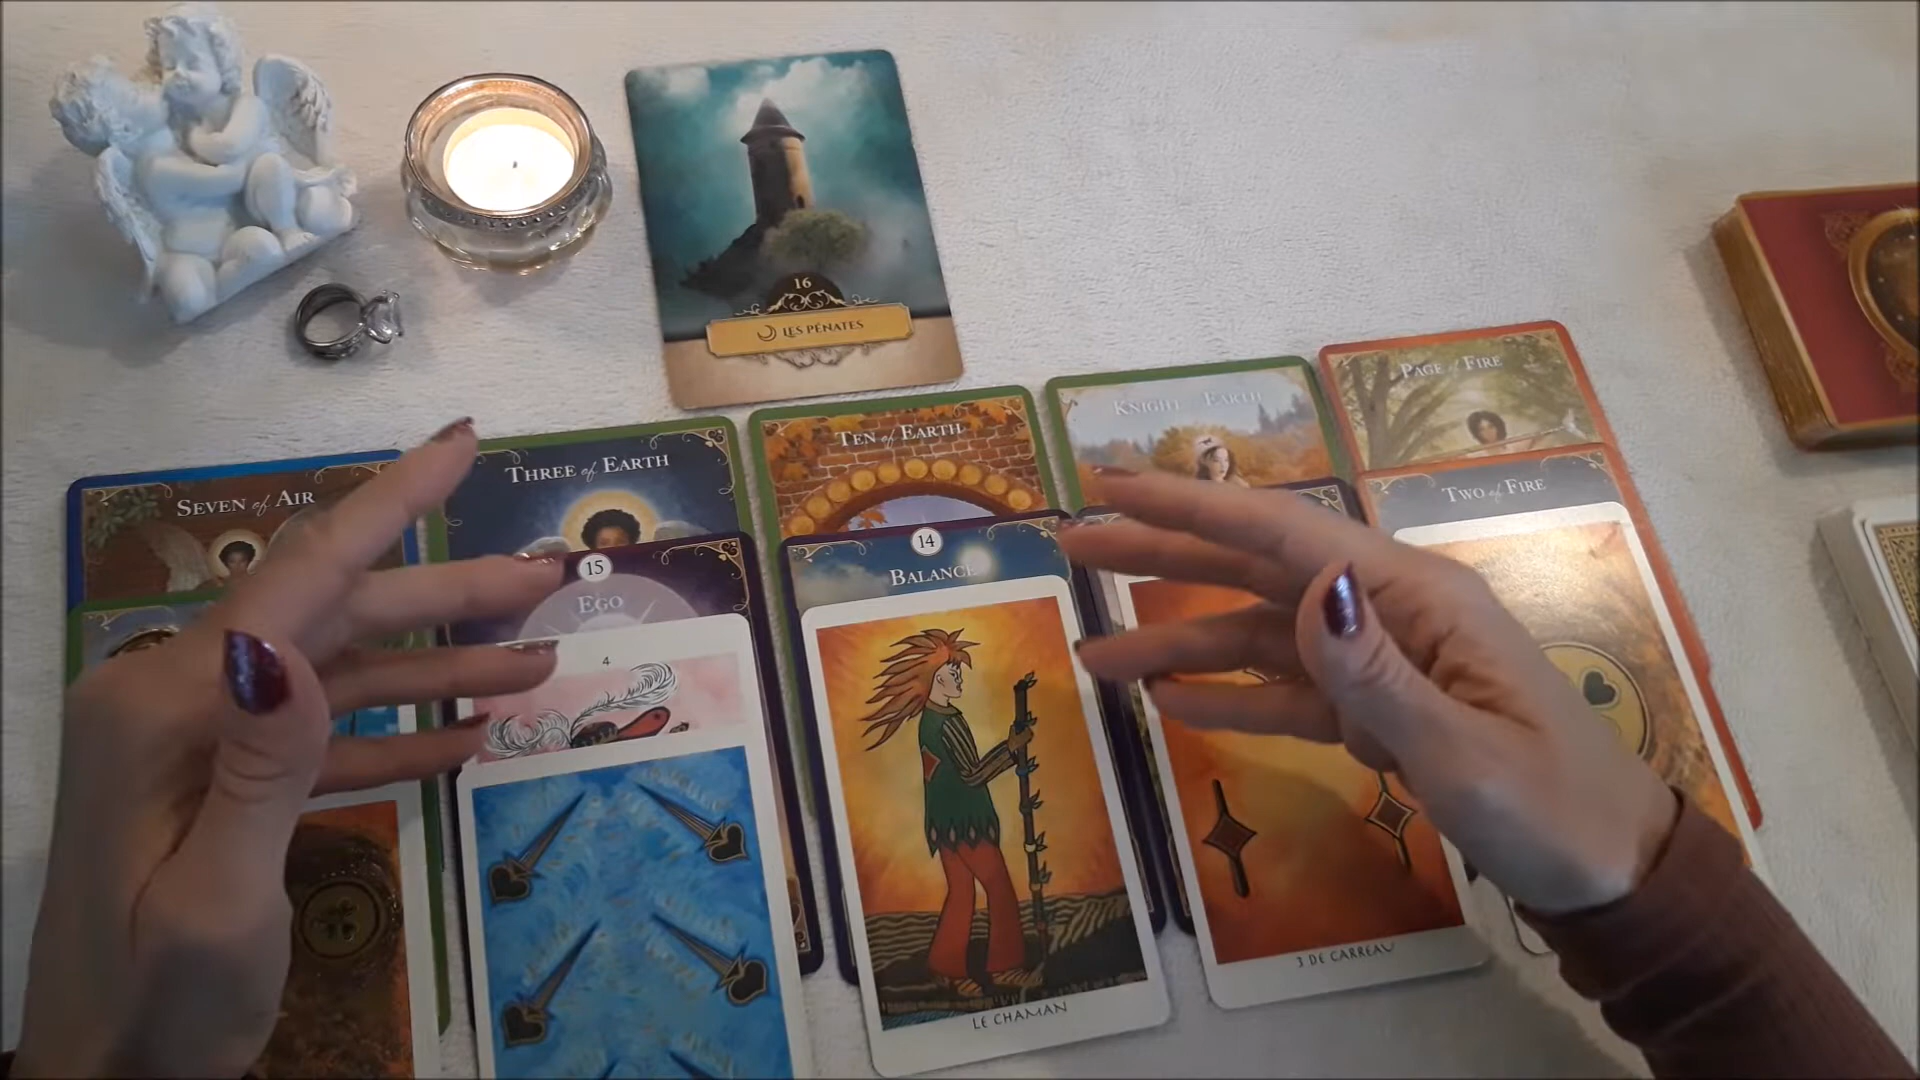 16
LES PÉNATES
PAGE of FIRE
KNIGHT of EARTH
TEN of EARTH
THREE of EARTH
SEVEN of AIR
TWO of FIRE
14
BALANCE
15
EGO
4
3 DE CARREAU
LE CHAMAN